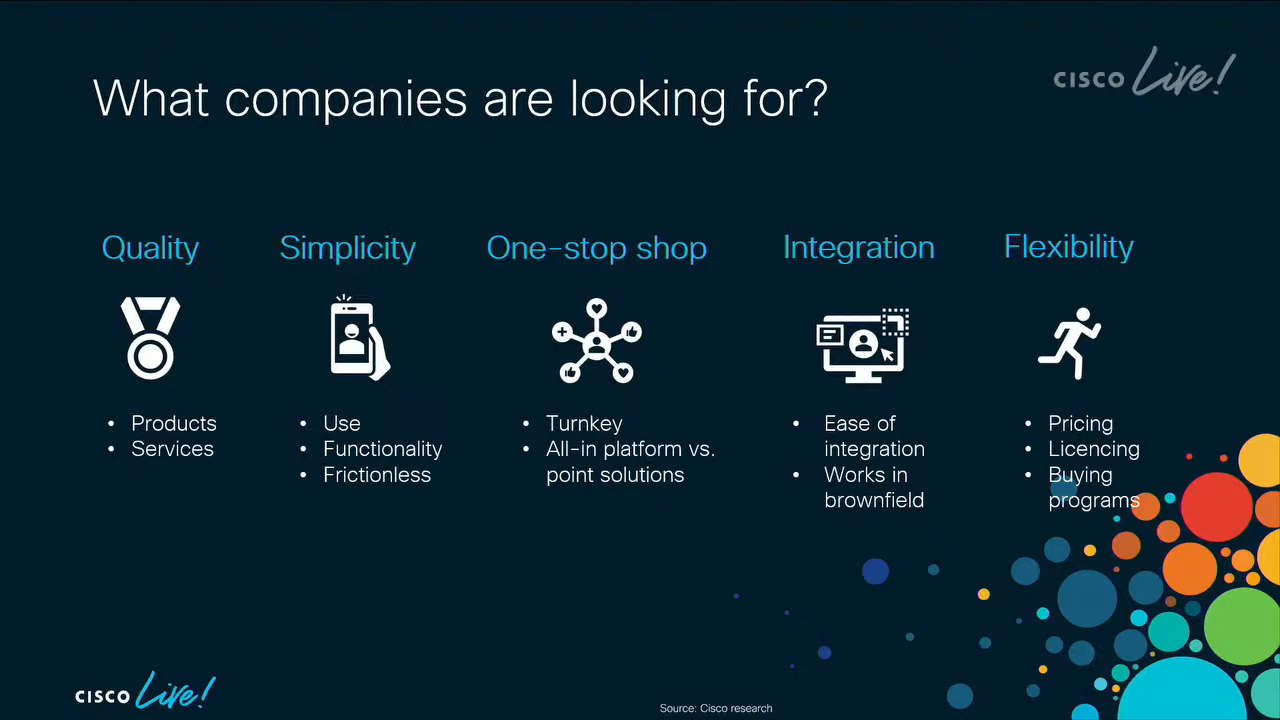 What companies are looking for?
CISCO Live!
Quality
Products
Services
Simplicity
Use
Functionality
Frictionless
One-stop shop
Turnkey
All-in platform vs.
point solutions
Integration
Ease of
integration
Works in
brownfield
Flexibility
Pricing
Licencing
Buying
programs
CISCO Live!
Source: Cisco research